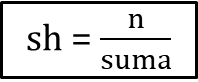 sh = n/suma